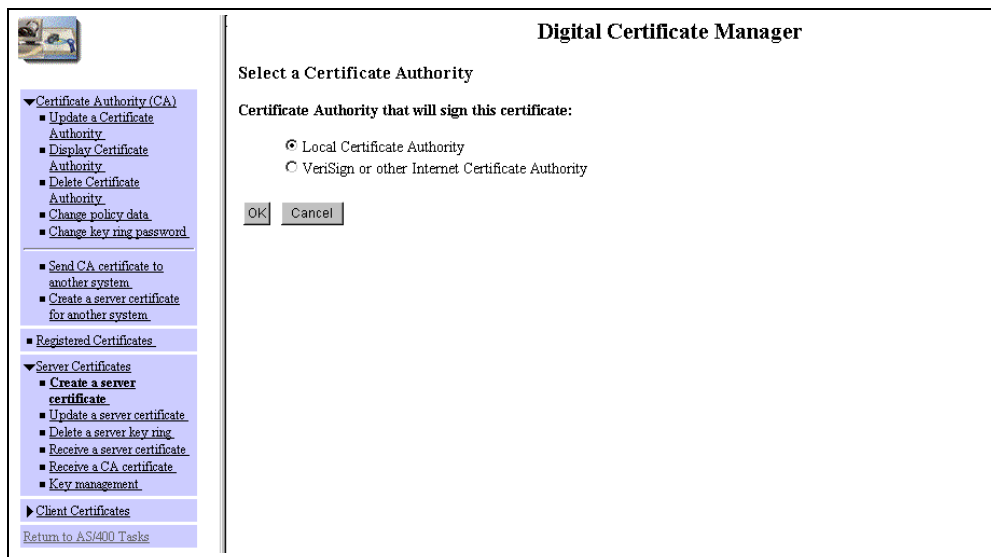 Certificate Authority (CA)
Update a Certificate
Authority
Display Certificate
Authority
Delete Certificate
Authority
Change policy data
Change key ring password
Send CA certificate to
another system
Create a server certificate
for another system
Registered Certificates
Server Certificates
Create a server
certificate
Update a server certificate
Delete a server key ring
Receive a server certificate
Receive a CA certificate
Key management
Client Certificates
Return to AS/400 Tasks
Digital Certificate Manager
Select a Certificate Authority
Certificate Authority that will sign this certificate:
Local Certificate Authority
VeriSign or other Internet Certificate Authority
OK Cancel